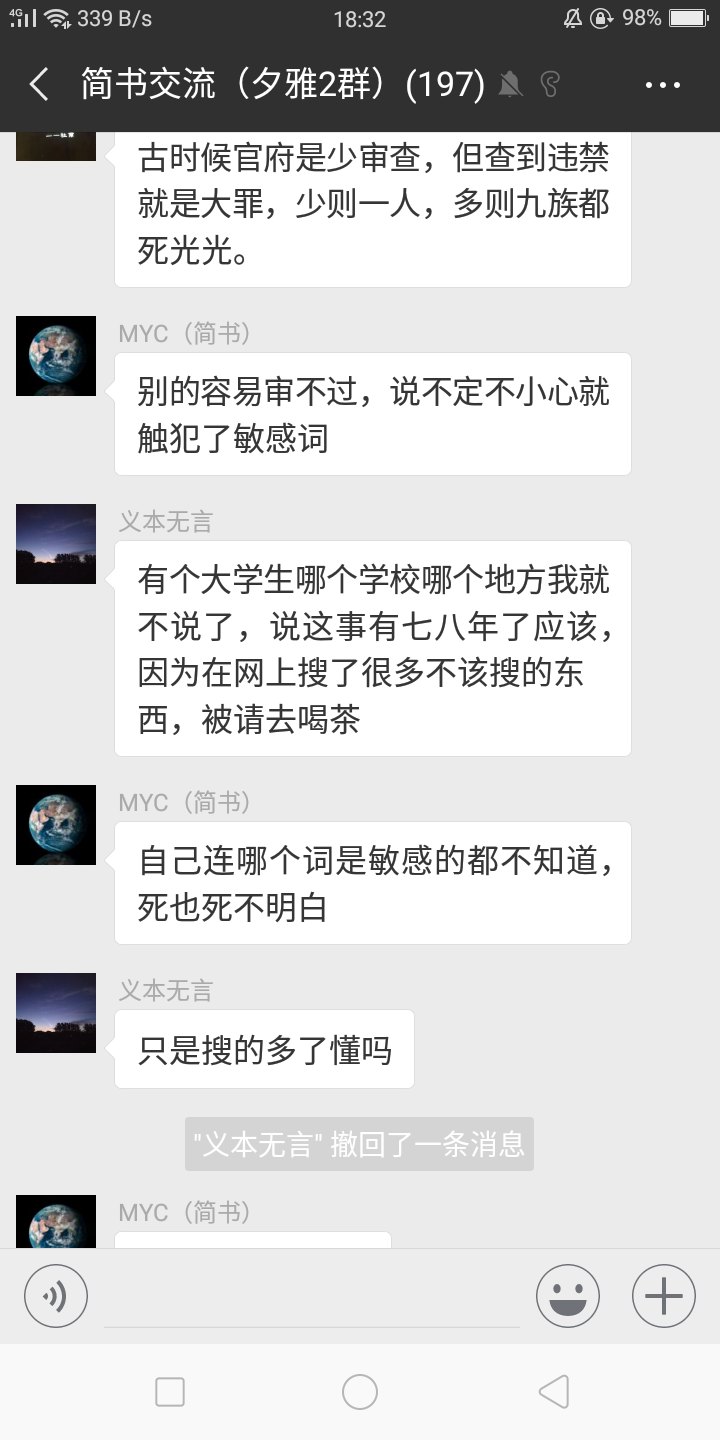 4G 339 B/s 18:32 98%
简书交流（夕雅2群）(197)
古时候官府是少审查，但查到违禁
就是大罪，少则一人，多则九族都
死光光。
MYC（简书）
别的容易审不过，说不定不小心就
触犯了敏感词
义本无言
有个大学生哪个学校哪个地方我就
不说了，说这事有七八年了应该，
因为在网上搜了很多不该搜的东
西，被请去喝茶
MYC（简书）
自己连哪个词是敏感的都不知道，
死也死不明白
义本无言
只是搜的多了懂吗
"义本无言" 撤回了一条消息
MYC（简书）